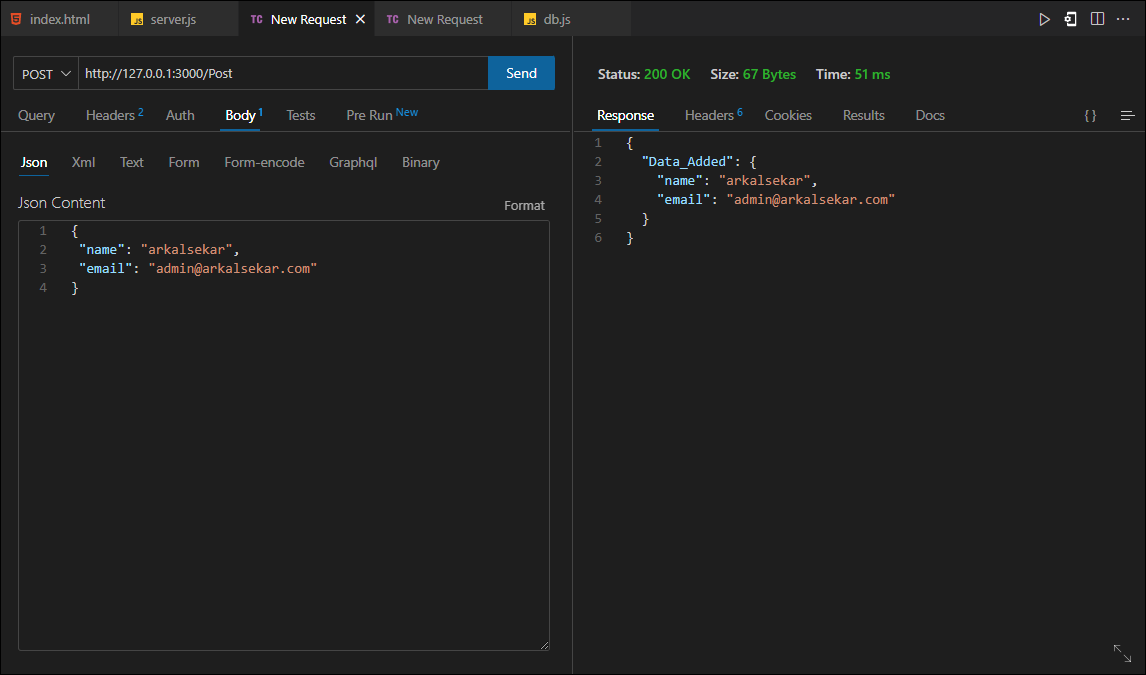 index.html JS server.js TC New Request × TC New Request JS db.js
POST http://127.0.0.1:3000/Post Send
Query Headers 2 Auth Body 1 Tests Pre Run New
Json Xml Text Form Form-encode Graphql Binary
Json Content Format
1 {
2 "name": "arkalsekar",
3 "email": "admin@arkalsekar.com"
4 }
Status: 200 OK Size: 67 Bytes Time: 51 ms
Response Headers 6 Cookies Results Docs { }
1 {
2 "Data_Added": {
3 "name": "arkalsekar",
4 "email": "admin@arkalsekar.com"
5 }
6 }